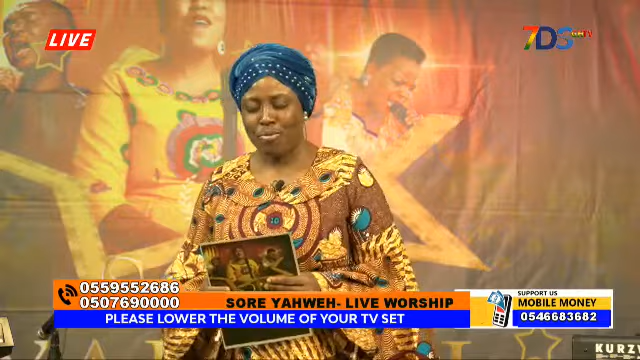 LIVE
7DS
0559552686
0507690000
SORE YAHWEH- LIVE WORSHIP
PLEASE LOWER THE VOLUME OF YOUR TV SET
SUPPORT US
MOBILE MONEY
0546683682
KURZW